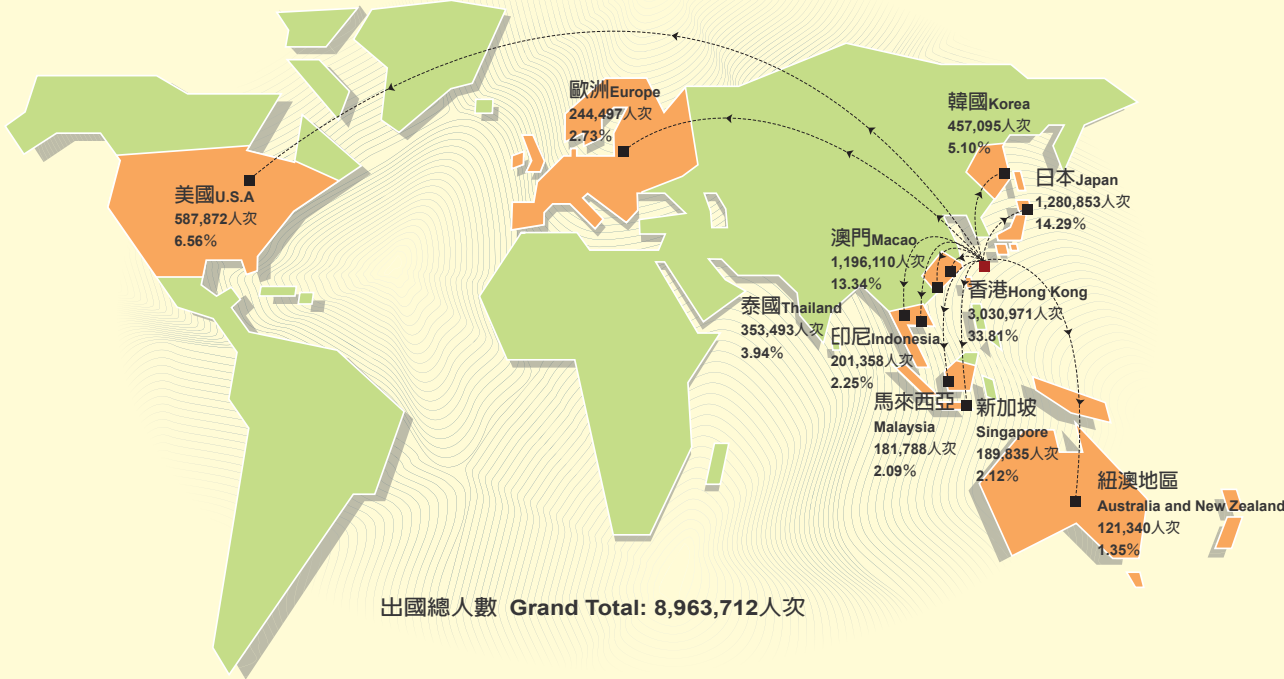 歐洲Europe
244,497人次
2.73%
韓國Korea
457,095人次
5.10%
美國U.S.A
587,872人次
6.56%
日本Japan
1,280,853人次
14.29%
澳門Macao
1,196,110人次
13.34%
香港Hong Kong
3,030,971人次
33.81%
泰國Thailand
353,493人次
3.94%
印尼Indonesia
201,358人次
2.25%
馬來西亞
Malaysia
181,788人次
2.09%
新加坡
Singapore
189,835人次
2.12%
紐澳地區
Australia and New Zealand
121,340人次
1.35%
出國總人數 Grand Total: 8,963,712人次